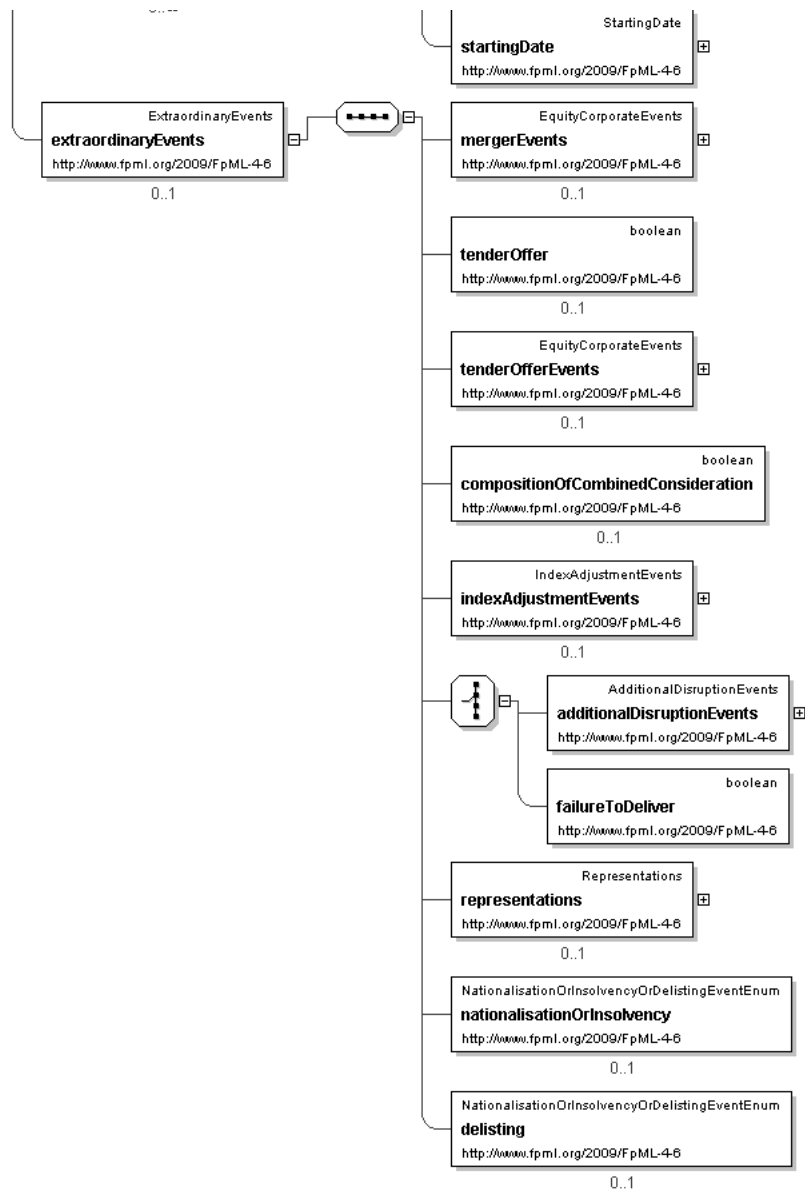 StartingDate
startingDate
http://www.fpml.org/2009/FpML-4-6
ExtraordinaryEvents
extraordinaryEvents
http://www.fpml.org/2009/FpML-4-6
0..1
EquityCorporateEvents
mergerEvents
http://www.fpml.org/2009/FpML-4-6
0..1
boolean
tenderOffer
http://www.fpml.org/2009/FpML-4-6
0..1
EquityCorporateEvents
tenderOfferEvents
http://www.fpml.org/2009/FpML-4-6
0..1
boolean
compositionOfCombinedConsideration
http://www.fpml.org/2009/FpML-4-6
0..1
IndexAdjustmentEvents
indexAdjustmentEvents
http://www.fpml.org/2009/FpML-4-6
0..1
AdditionalDisruptionEvents
additionalDisruptionEvents
http://www.fpml.org/2009/FpML-4-6
boolean
failureToDeliver
http://www.fpml.org/2009/FpML-4-6
Representations
representations
http://www.fpml.org/2009/FpML-4-6
0..1
NationalisationOrInsolvencyOrDelistingEventEnum
nationalisationOrInsolvency
http://www.fpml.org/2009/FpML-4-6
0..1
NationalisationOrInsolvencyOrDelistingEventEnum
delisting
http://www.fpml.org/2009/FpML-4-6
0..1